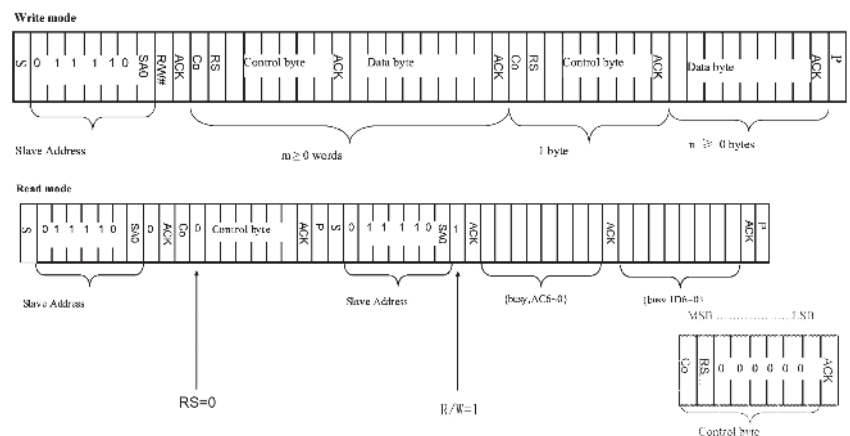 Write mode
S 0 1 1 1 1 0 SA0 R/W# ACK Co RS Control byte ACK Data byte ACK Co RS Control byte ACK Data byte ACK P
Slave Address
m ≥ 0 words
1 byte
n ≥ 0 bytes
Read mode
S 0 1 1 1 1 0 SA0 0 ACK Co 0 Control byte ACK P S 0 1 1 1 1 0 SA0 1 ACK ACK ACK P
Slave Address
Slave Address
{busy,AC6~0}
{busy,ID6~0}
MSB ................... LSB
Co RS 0 0 0 0 0 0 ACK
Control byte
RS=0
R/W=1